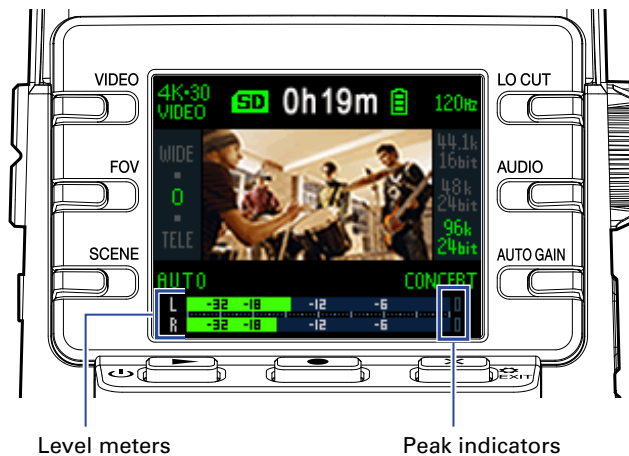 VIDEO
FOV
SCENE
4K•30
VIDEO
SD
0h19m
120Hz
WIDE
0
TELE
44.1k
16bit
48k
24bit
96k
24bit
AUTO
CONCERT
L -32 -18 -12 -6 0
R -32 -18 -12 -6 0
LO CUT
AUDIO
AUTO GAIN
EXIT
Level meters
Peak indicators